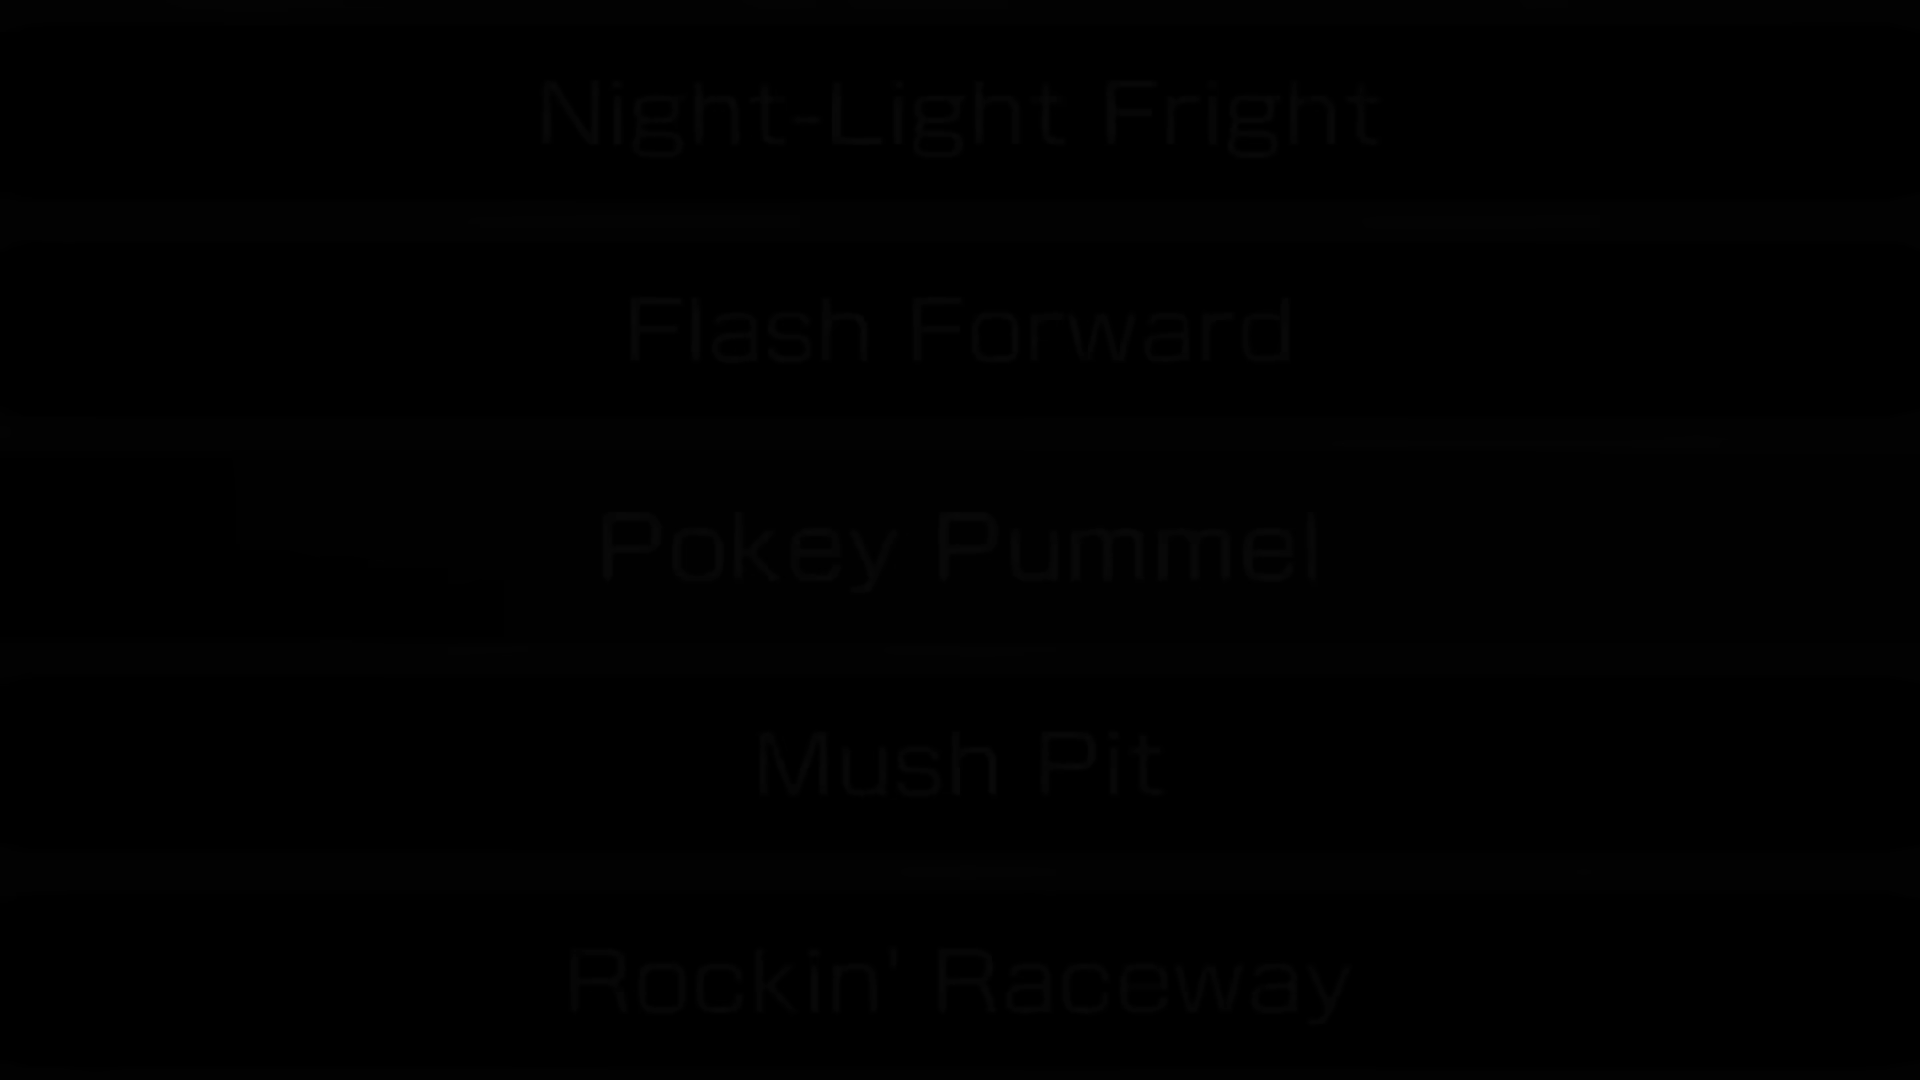 Night-Light Fright
Flash Forward
Pokey Pummel
Mush Pit
Rockin' Raceway